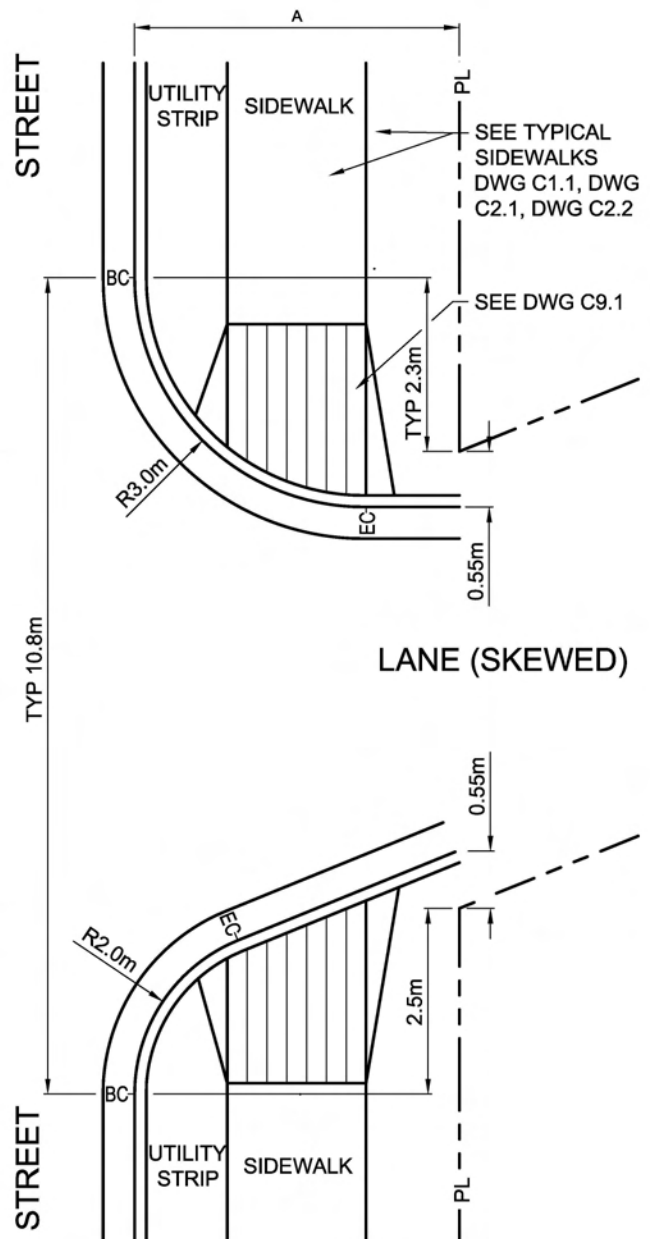 A
STREET
UTILITY
STRIP
SIDEWALK
PL
SEE TYPICAL
SIDEWALKS
DWG C1.1, DWG
C2.1, DWG C2.2
BC
SEE DWG C9.1
TYP 2.3m
R3.0m
EC
0.55m
TYP 10.8m
LANE (SKEWED)
0.55m
EC
R2.0m
2.5m
BC
STREET
UTILITY
STRIP
SIDEWALK
PL